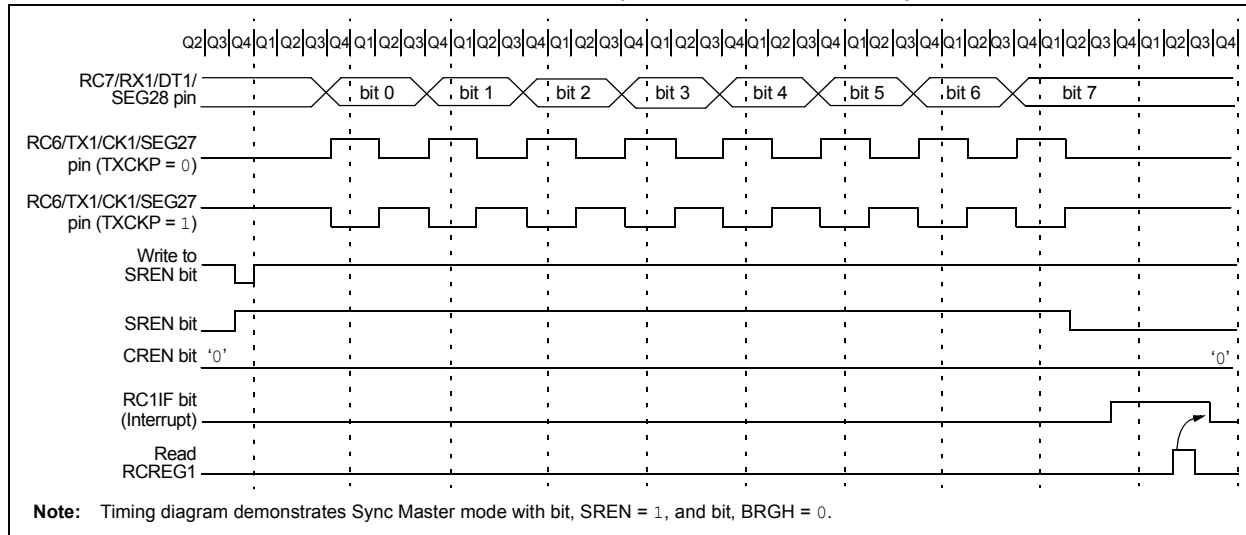 Q2 Q3 Q4 Q1 Q2 Q3 Q4 Q1 Q2 Q3 Q4 Q1 Q2 Q3 Q4 Q1 Q2 Q3 Q4 Q1 Q2 Q3 Q4 Q1 Q2 Q3 Q4 Q1 Q2 Q3 Q4 Q1 Q2 Q3 Q4 Q1 Q2 Q3 Q4 Q1 Q2 Q3 Q4
RC7/RX1/DT1/
SEG28 pin
bit 0 bit 1 bit 2 bit 3 bit 4 bit 5 bit 6 bit 7
RC6/TX1/CK1/SEG27
pin (TXCKP = 0)
RC6/TX1/CK1/SEG27
pin (TXCKP = 1)
Write to
SREN bit
SREN bit
CREN bit '0' '0'
RC1IF bit
(Interrupt)
Read
RCREG1
Note: Timing diagram demonstrates Sync Master mode with bit, SREN = 1, and bit, BRGH = 0.